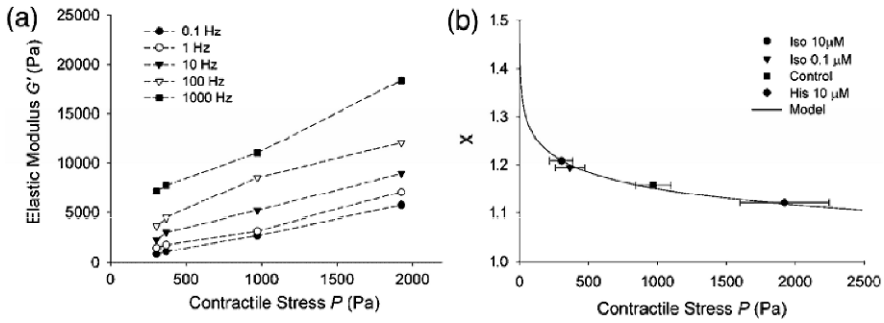 (a)
0.1 Hz
1 Hz
10 Hz
100 Hz
1000 Hz
25000
20000
15000
10000
5000
0
Elastic Modulus G' (Pa)
0 500 1000 1500 2000
Contractile Stress P (Pa)
(b)
Iso 10μM
Iso 0.1 μM
Control
His 10 μM
Model
1.5
1.4
1.3
1.2
1.1
1.0
X
0 500 1000 1500 2000 2500
Contractile Stress P (Pa)